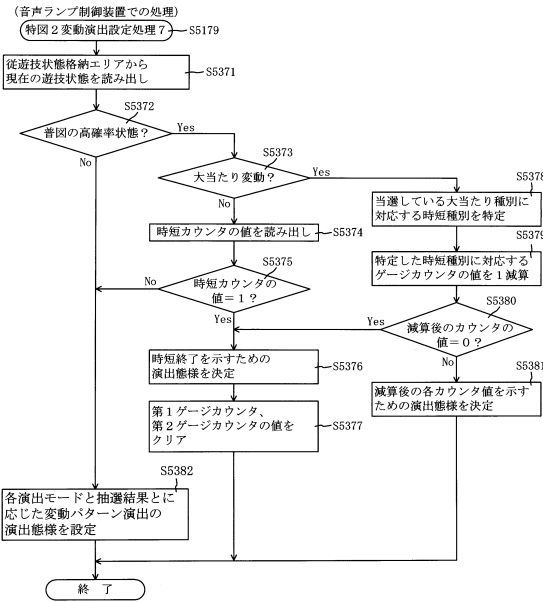 (音声ランプ制御装置での処理)
特図2変動演出設定処理7
S5179
従遊技状態格納エリアから
現在の遊技状態を読み出し
S5371
S5372
普図の高確率状態?
Yes
No
S5373
大当たり変動?
Yes
No
S5378
当選している大当たり種別に
対応する時短種別を特定
時短カウンタの値を読み出し
S5374
S5379
特定した時短種別に対応する
ゲージカウンタの値を1減算
S5375
時短カウンタの
値=1?
No
Yes
S5380
減算後のカウンタの
値=0?
Yes
No
時短終了を示すための
演出態様を決定
S5376
S5381
減算後の各カウンタ値を示す
ための演出態様を決定
第1ゲージカウンタ、
第2ゲージカウンタの値を
クリア
S5377
S5382
各演出モードと抽選結果とに
応じた変動パターン演出の
演出態様を設定
終 了